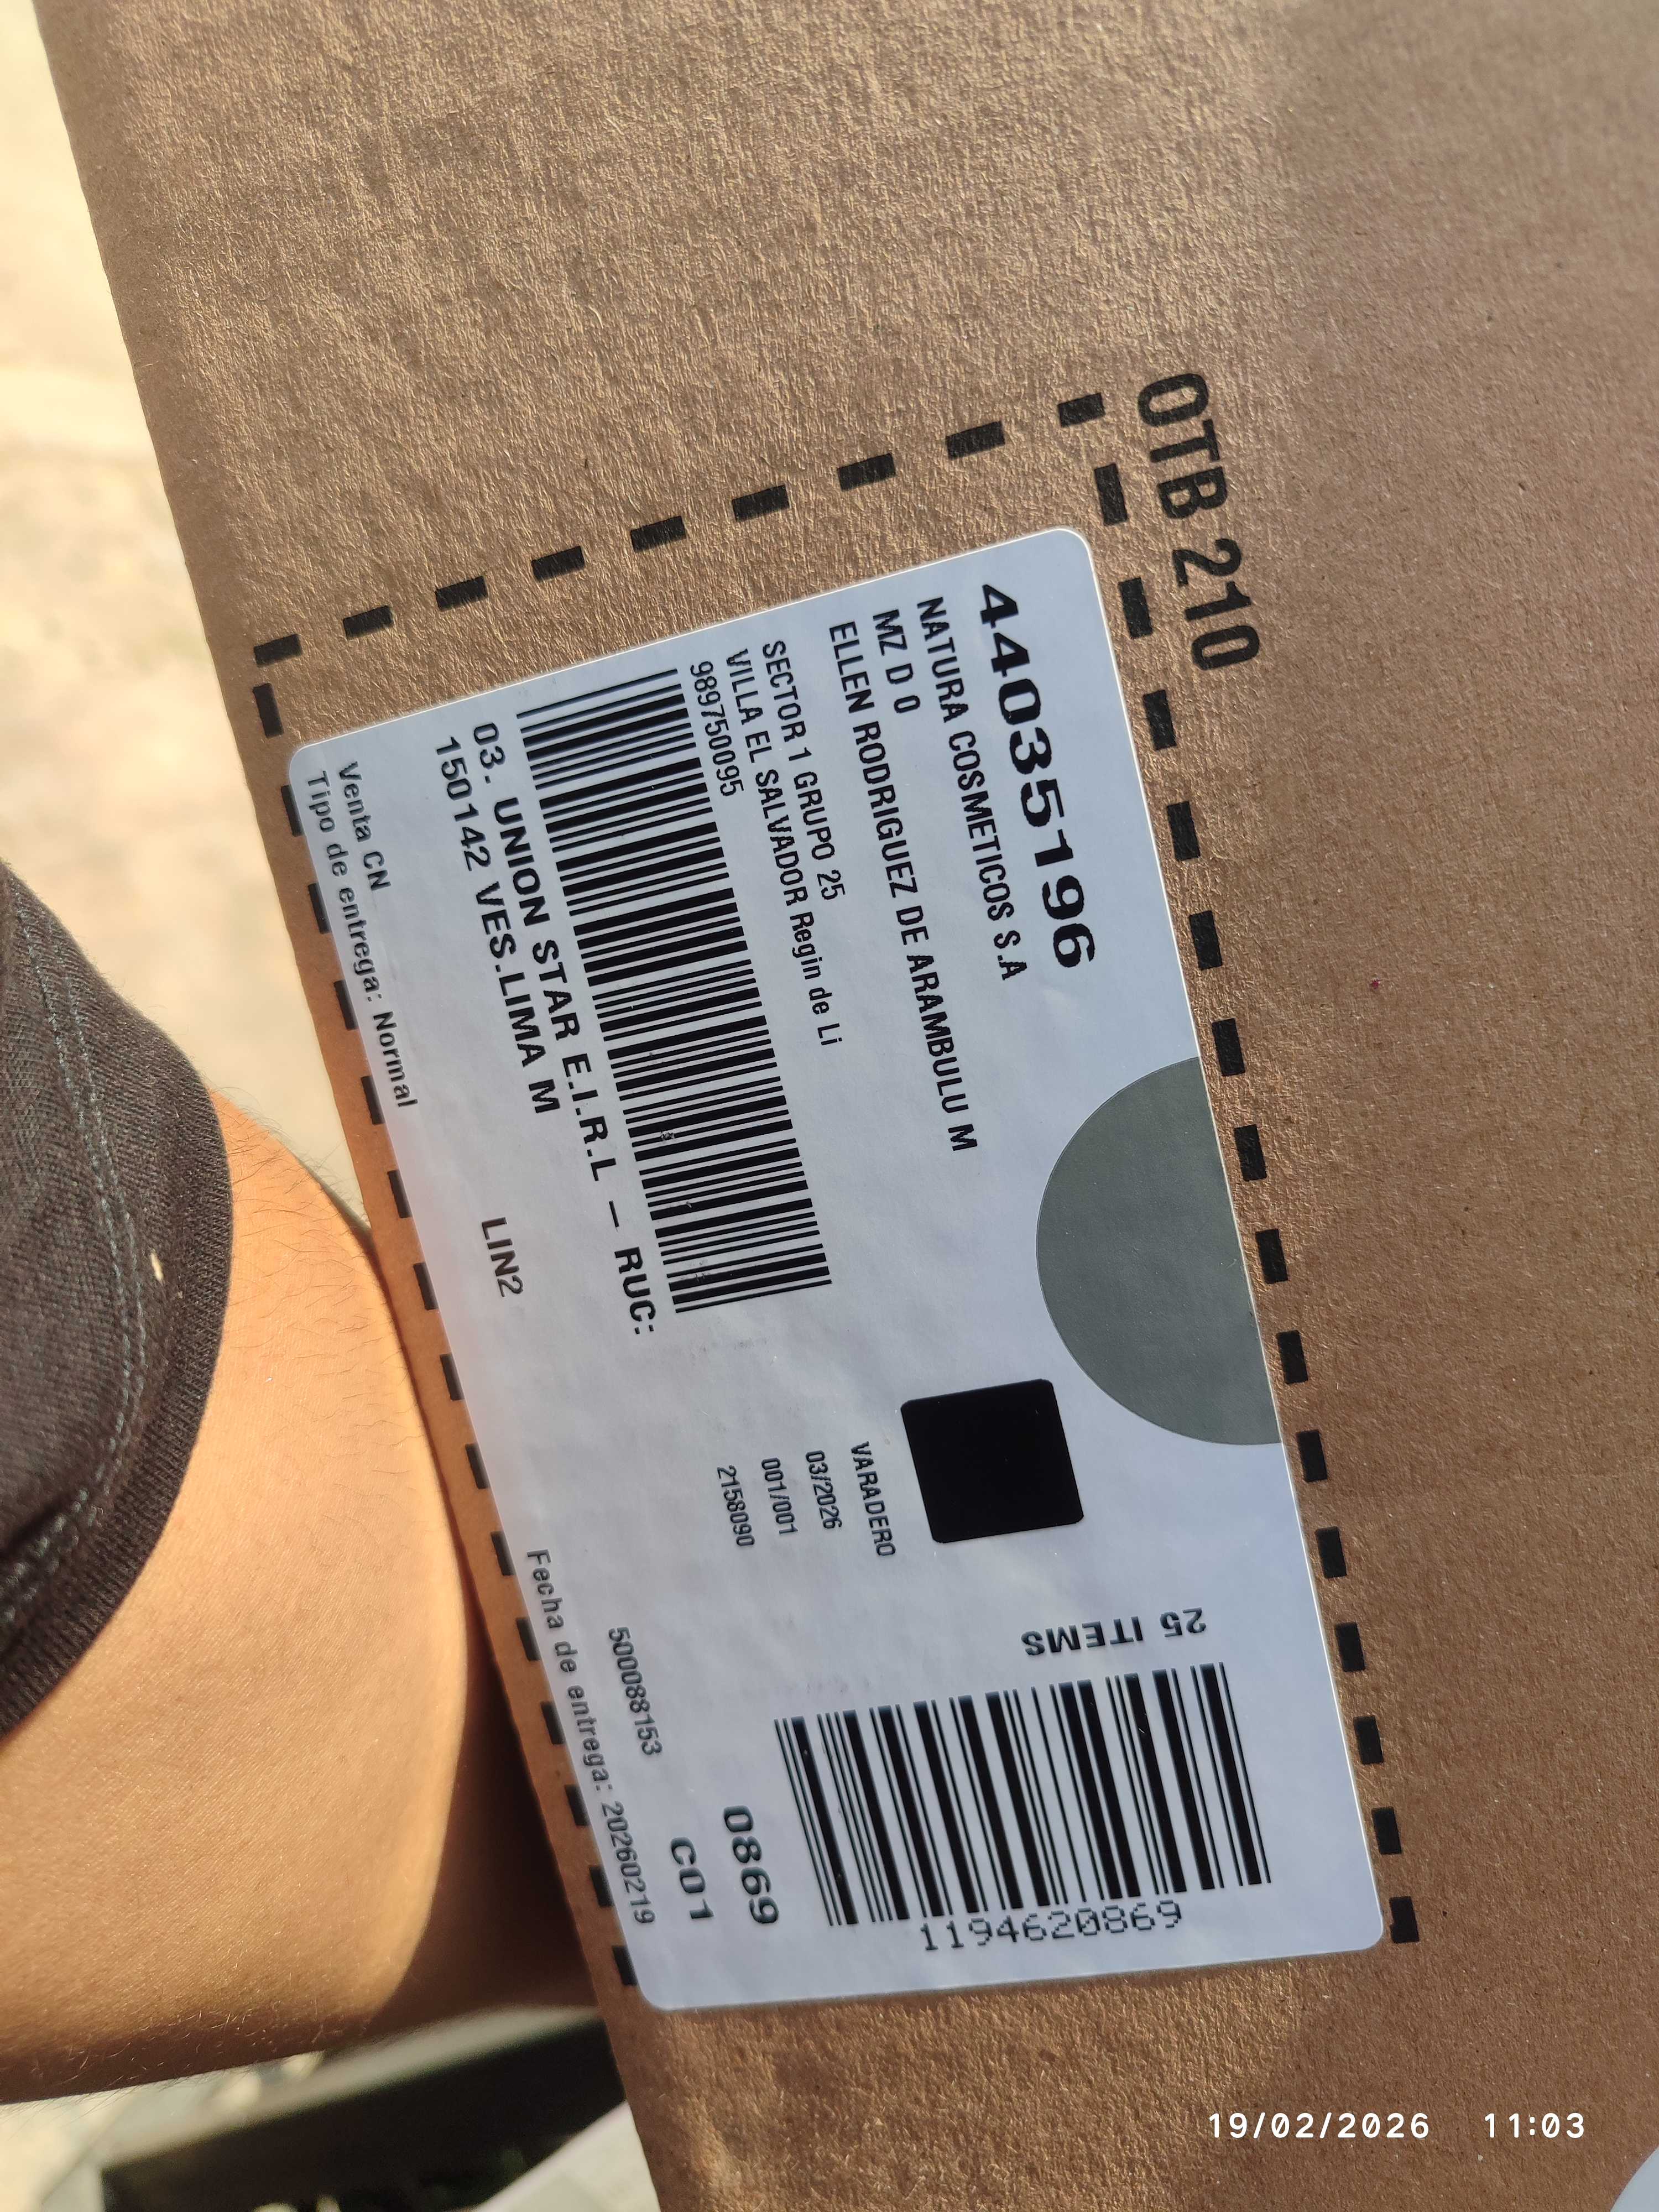 OTB 210
44035196
NATURA COSMETICOS S.A
MZ D 0
ELLEN RODRIGUEZ DE ARAMBULU M
SECTOR 1 GRUPO 25
VILLA EL SALVADOR Regin de Li
989750095
03. UNION STAR E.I.R.L – RUC:
150142 VES.LIMA M
LIN2
Venta CN
Tipo de entrega: Normal
VARADERO
03/2026
001/001
2158090
25 ITEMS
1194620869
0869
C01
500088153
Fecha de entrega: 20260219
19/02/2026 11:03